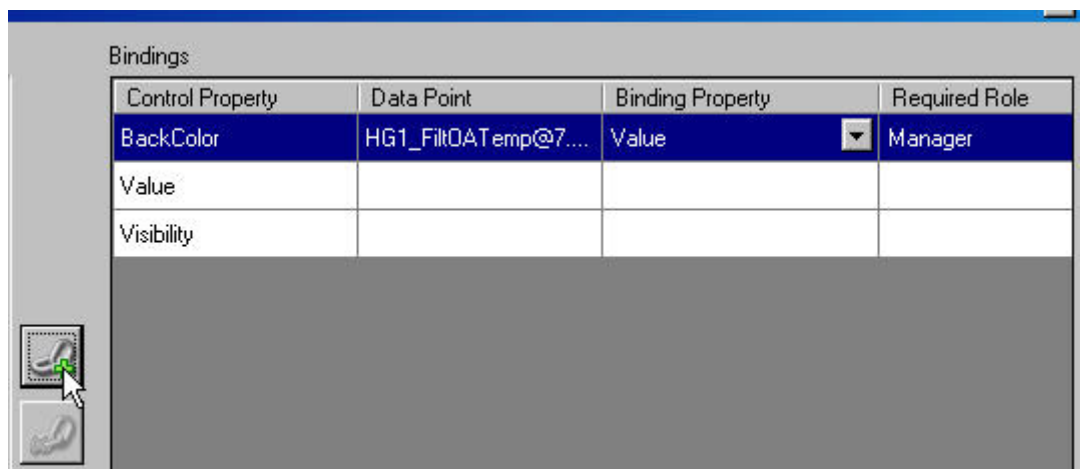 Bindings
Control Property Data Point Binding Property Required Role
BackColor HG1_FiltOATemp@7.... Value Manager
Value
Visibility